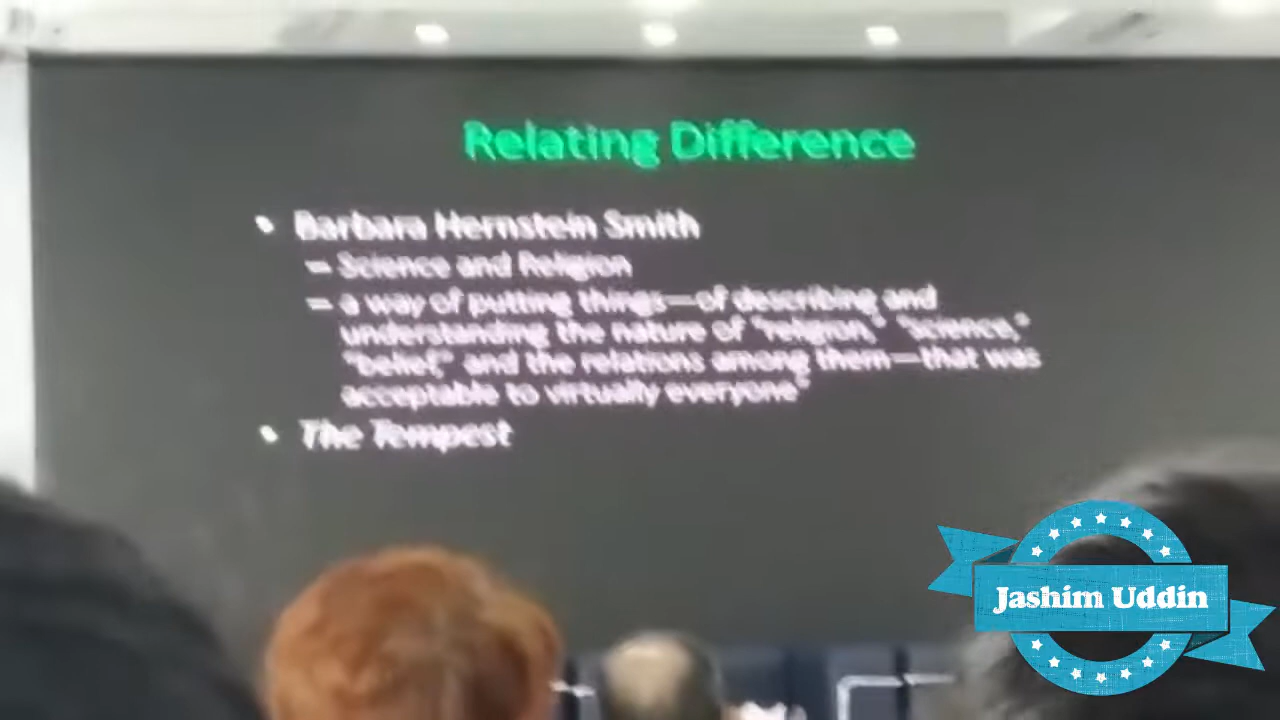 Relating Difference
• Barbara Hernstein Smith
– Science and Religion
– a way of putting things—of describing and
understanding the nature of "religion," "science,"
"belief," and the relations among them—that was
acceptable to virtually everyone"
• The Tempest
Jashim Uddin